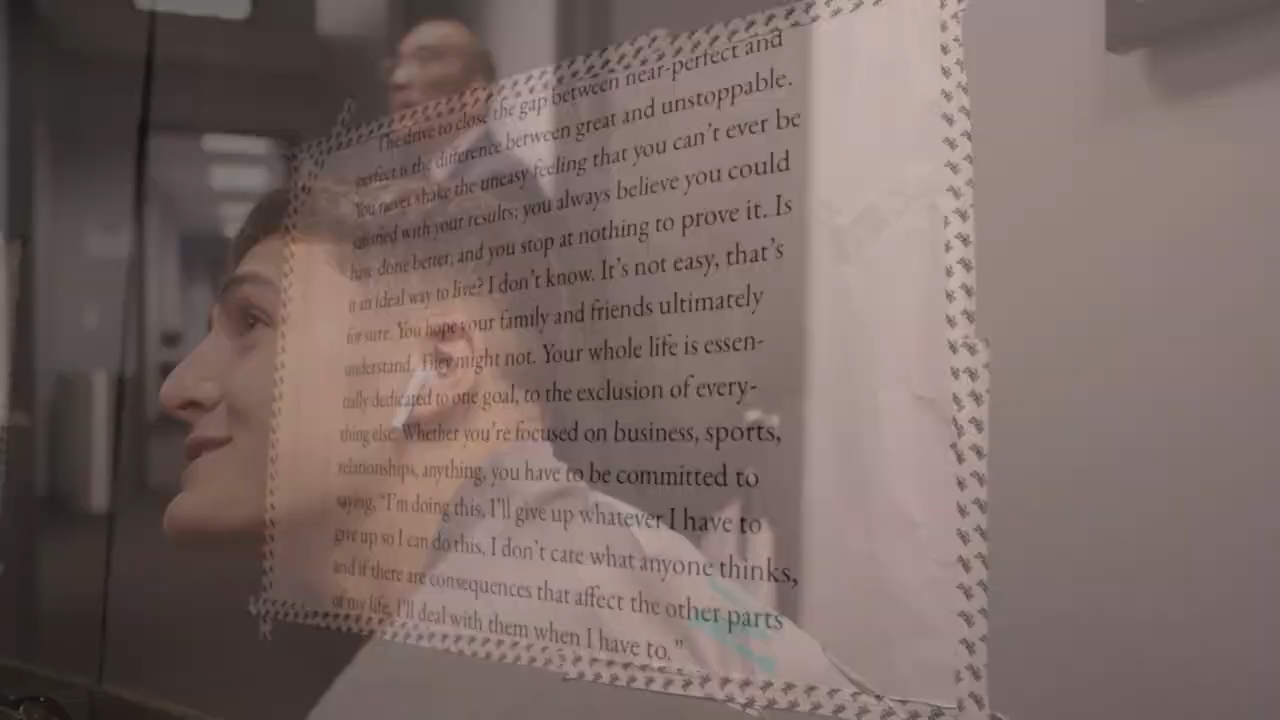 The drive to close the gap between near-perfect and
perfect is the difference between great and unstoppable.
You never shake the uneasy feeling that you can't ever be
satisfied with your results; you always believe you could
have done better, and you stop at nothing to prove it. Is
it an ideal way to live? I don't know. It's not easy, that's
for sure. You hope your family and friends ultimately
understand. They might not. Your whole life is essen-
tially dedicated to one goal, to the exclusion of every-
thing else. Whether you're focused on business, sports,
relationships, anything, you have to be committed to
saying, "I'm doing this, I'll give up whatever I have to
give up so I can do this, I don't care what anyone thinks,
and if there are consequences that affect the other parts
of my life, I'll deal with them when I have to."